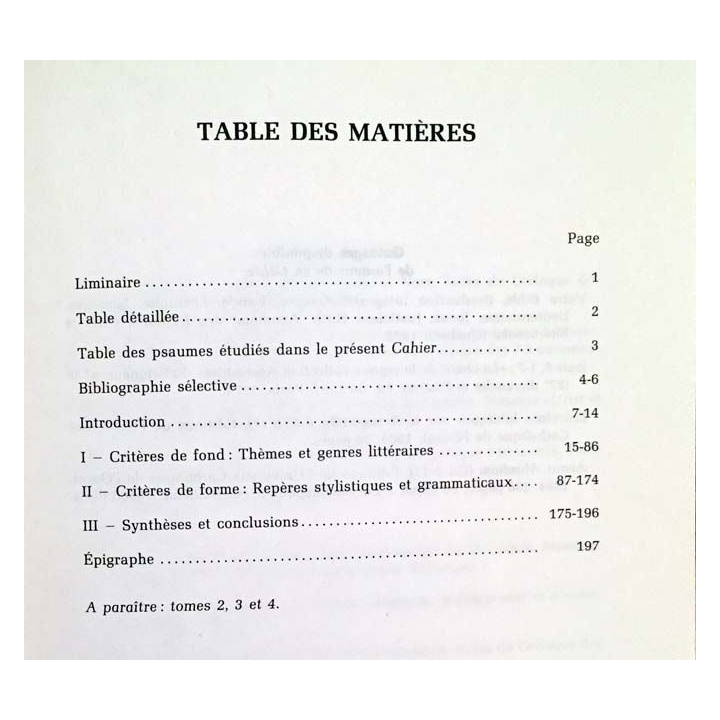 TABLE DES MATIÈRES
Page
Liminaire ........................................ 1
Table détaillée ........................................ 2
Table des psaumes étudiés dans le présent Cahier .............. 3
Bibliographie sélective ................................ 4-6
Introduction ........................................ 7-14
I – Critères de fond : Thèmes et genres littéraires ........... 15-86
II – Critères de forme : Repères stylistiques et grammaticaux .... 87-174
III – Synthèses et conclusions ................................ 175-196
Épigraphe ........................................ 197
A paraître : tomes 2, 3 et 4.